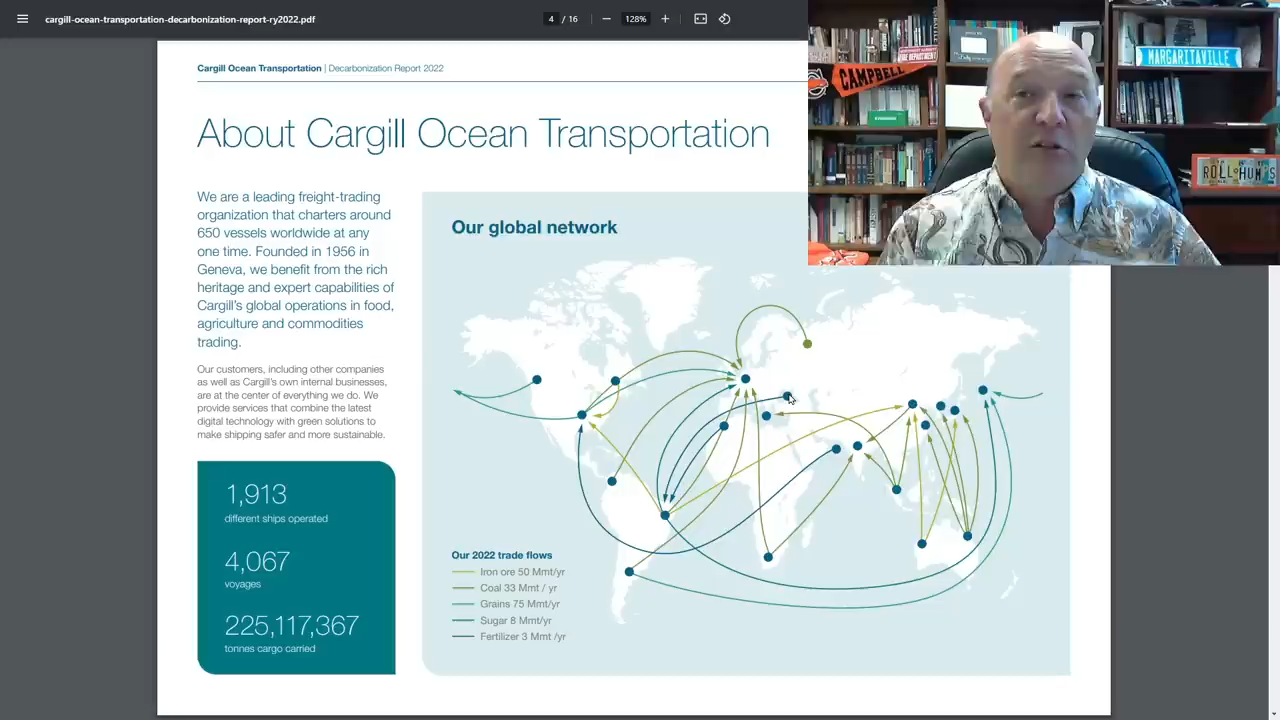 cargill-ocean-transportation-decarbonization-report-ry2022.pdf
4 / 16
128%
Cargill Ocean Transportation | Decarbonization Report 2022
About Cargill Ocean Transportation
We are a leading freight-trading
organization that charters around
650 vessels worldwide at any
one time. Founded in 1956 in
Geneva, we benefit from the rich
heritage and expert capabilities of
Cargill's global operations in food,
agriculture and commodities
trading.
Our customers, including other companies
as well as Cargill's own internal businesses,
are at the center of everything we do. We
provide services that combine the latest
digital technology with green solutions to
make shipping safer and more sustainable.
1,913
different ships operated
4,067
voyages
225,117,367
tonnes cargo carried
Our global network
Our 2022 trade flows
Iron ore 50 Mmt/yr
Coal 33 Mmt / yr
Grains 75 Mmt/yr
Sugar 8 Mmt/yr
Fertilizer 3 Mmt /yr
CAMPBELL
MARGARITAVILLE
ROLL HUMS